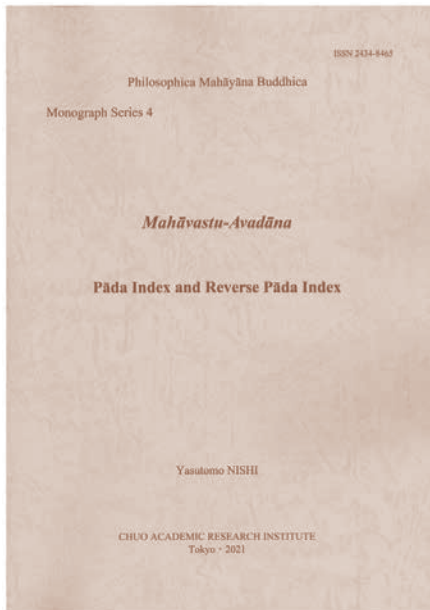 ISSN 2434-8465
Philosophica Mahāyāna Buddhica
Monograph Series 4
Mahāvastu-Avadāna
Pāda Index and Reverse Pāda Index
Yasutomo NISHI
CHUO ACADEMIC RESEARCH INSTITUTE
Tokyo・2021